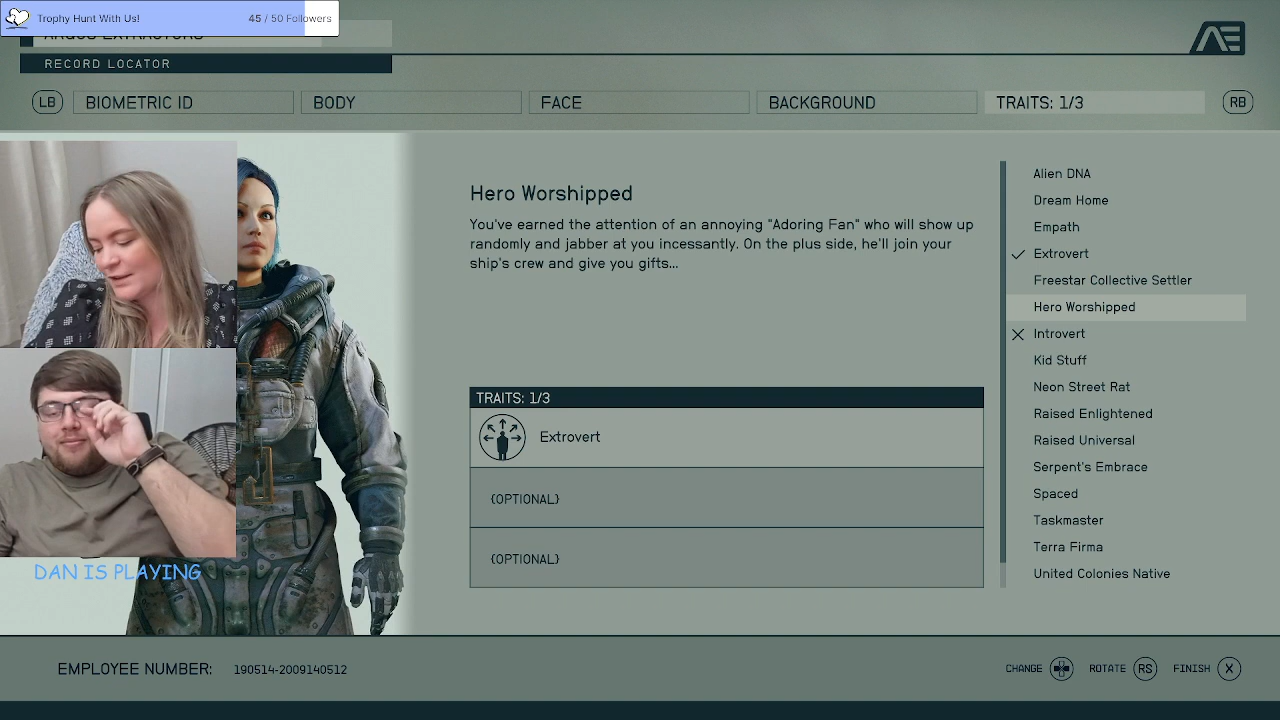 Trophy Hunt With Us!
45 / 50 Followers
ARGOS EXTRACTORS
RECORD LOCATOR
AE
LB
BIOMETRIC ID
BODY
FACE
BACKGROUND
TRAITS: 1/3
RB
Hero Worshipped
You've earned the attention of an annoying "Adoring Fan" who will show up
randomly and jabber at you incessantly. On the plus side, he'll join your
ship's crew and give you gifts...
TRAITS: 1/3
Extrovert
{OPTIONAL}
{OPTIONAL}
Alien DNA
Dream Home
Empath
Extrovert
Freestar Collective Settler
Hero Worshipped
Introvert
Kid Stuff
Neon Street Rat
Raised Enlightened
Raised Universal
Serpent's Embrace
Spaced
Taskmaster
Terra Firma
United Colonies Native
DAN IS PLAYING
EMPLOYEE NUMBER: 190514-2009140512
CHANGE
ROTATE RS
FINISH X